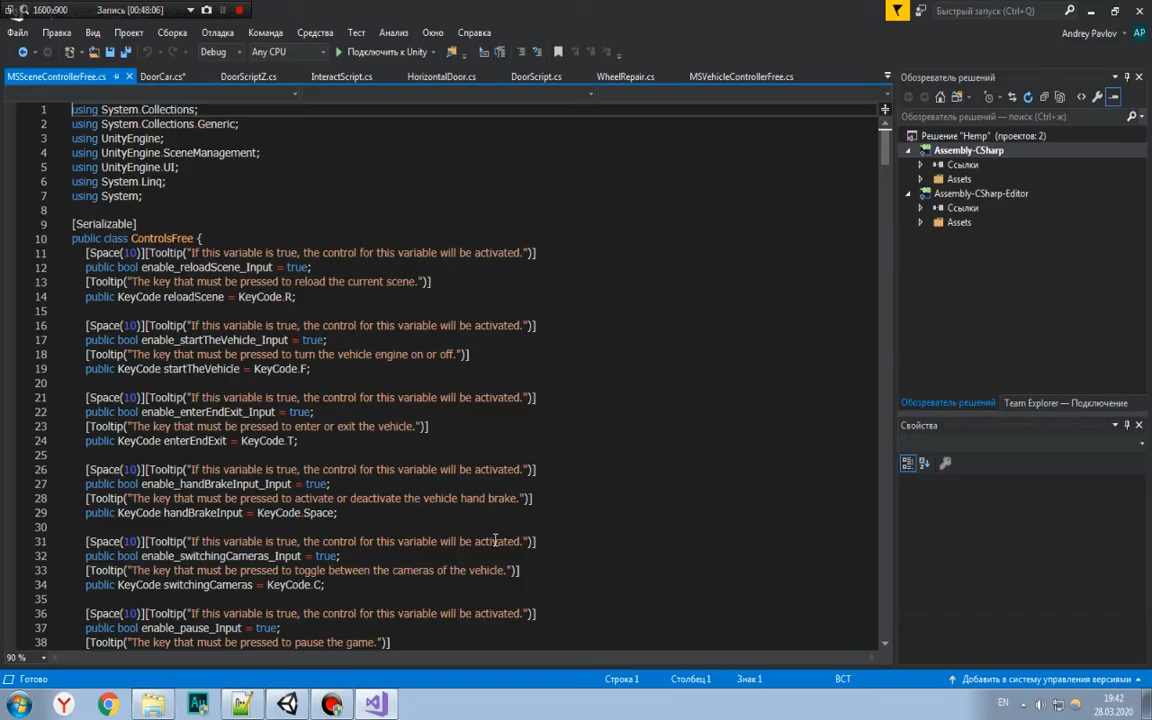 1600x900 Запись [00:48:06] Быстрый запуск (Ctrl+Q)
Файл Правка Вид Проект Сборка Отладка Команда Средства Тест Анализ Окно Справка Andrey Pavlov AP
Debug Any CPU Подключить к Unity
MSSceneControllerFree.cs DoorCar.cs* DoorScriptZ.cs InteractScript.cs HorizontalDoor.cs DoorScript.cs WheelRepair.cs MSVehicleControllerFree.cs
1 using System.Collections;
2 using System.Collections.Generic;
3 using UnityEngine;
4 using UnityEngine.SceneManagement;
5 using UnityEngine.UI;
6 using System.Linq;
7 using System;
8
9 [Serializable]
10 public class ControlsFree {
11 [Space(10)][Tooltip("If this variable is true, the control for this variable will be activated.")]
12 public bool enable_reloadScene_Input = true;
13 [Tooltip("The key that must be pressed to reload the current scene.")]
14 public KeyCode reloadScene = KeyCode.R;
15
16 [Space(10)][Tooltip("If this variable is true, the control for this variable will be activated.")]
17 public bool enable_startTheVehicle_Input = true;
18 [Tooltip("The key that must be pressed to turn the vehicle engine on or off.")]
19 public KeyCode startTheVehicle = KeyCode.F;
20
21 [Space(10)][Tooltip("If this variable is true, the control for this variable will be activated.")]
22 public bool enable_enterEndExit_Input = true;
23 [Tooltip("The key that must be pressed to enter or exit the vehicle.")]
24 public KeyCode enterEndExit = KeyCode.T;
25
26 [Space(10)][Tooltip("If this variable is true, the control for this variable will be activated.")]
27 public bool enable_handBrakeInput_Input = true;
28 [Tooltip("The key that must be pressed to activate or deactivate the vehicle hand brake.")]
29 public KeyCode handBrakeInput = KeyCode.Space;
30
31 [Space(10)][Tooltip("If this variable is true, the control for this variable will be activated.")]
32 public bool enable_switchingCameras_Input = true;
33 [Tooltip("The key that must be pressed to toggle between the cameras of the vehicle.")]
34 public KeyCode switchingCameras = KeyCode.C;
35
36 [Space(10)][Tooltip("If this variable is true, the control for this variable will be activated.")]
37 public bool enable_pause_Input = true;
38 [Tooltip("The key that must be pressed to pause the game.")]
90 %
Обозреватель решений
Обозреватель решений — поиск (Ctrl+ж)
Решение "Hemp" (проектов: 2)
Assembly-CSharp
Ссылки
Assets
Assembly-CSharp-Editor
Ссылки
Assets
Обозреватель решений Team Explorer — Подключение
Свойства
Готово Строка 1 Столбец 1 Знак 1 ВСТ Добавить в систему управления версиями
EN 19:42
28.03.2020